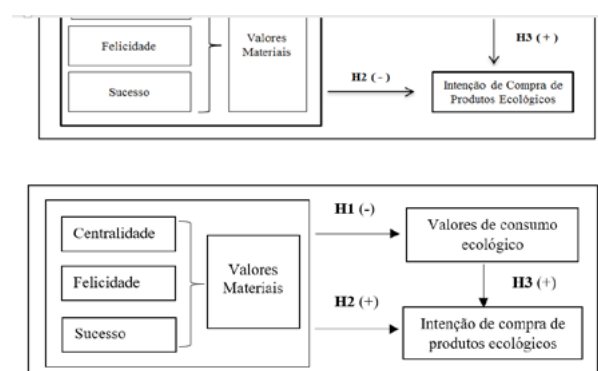 H3 (+)
Felicidade
Valores
Materiais
Sucesso
H2 (-)
Intenção de Compra de
Produtos Ecológicos
H1 (-)
Centralidade
Valores de consumo
ecológico
Felicidade
Valores
Materiais
H3 (+)
H2 (+)
Sucesso
Intenção de compra de
produtos ecológicos